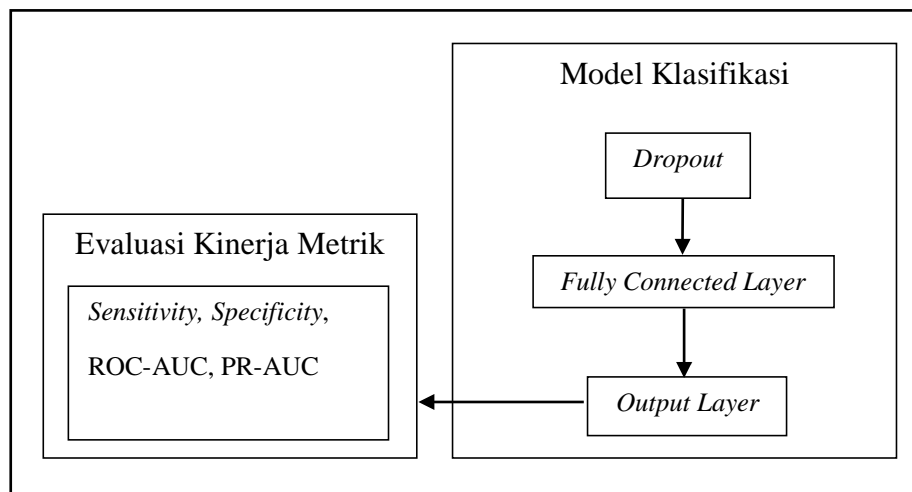 Model Klasifikasi
Dropout
Fully Connected Layer
Output Layer
Evaluasi Kinerja Metrik
Sensitivity, Specificity,
ROC-AUC, PR-AUC